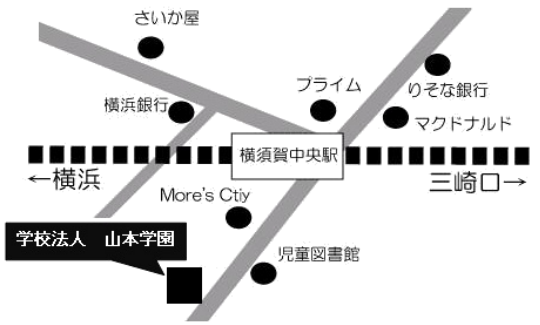 さいか屋
プライム
りそな銀行
横浜銀行
マクドナルド
横須賀中央駅
←横浜
三崎口→
More's Ctiy
学校法人　山本学園
児童図書館